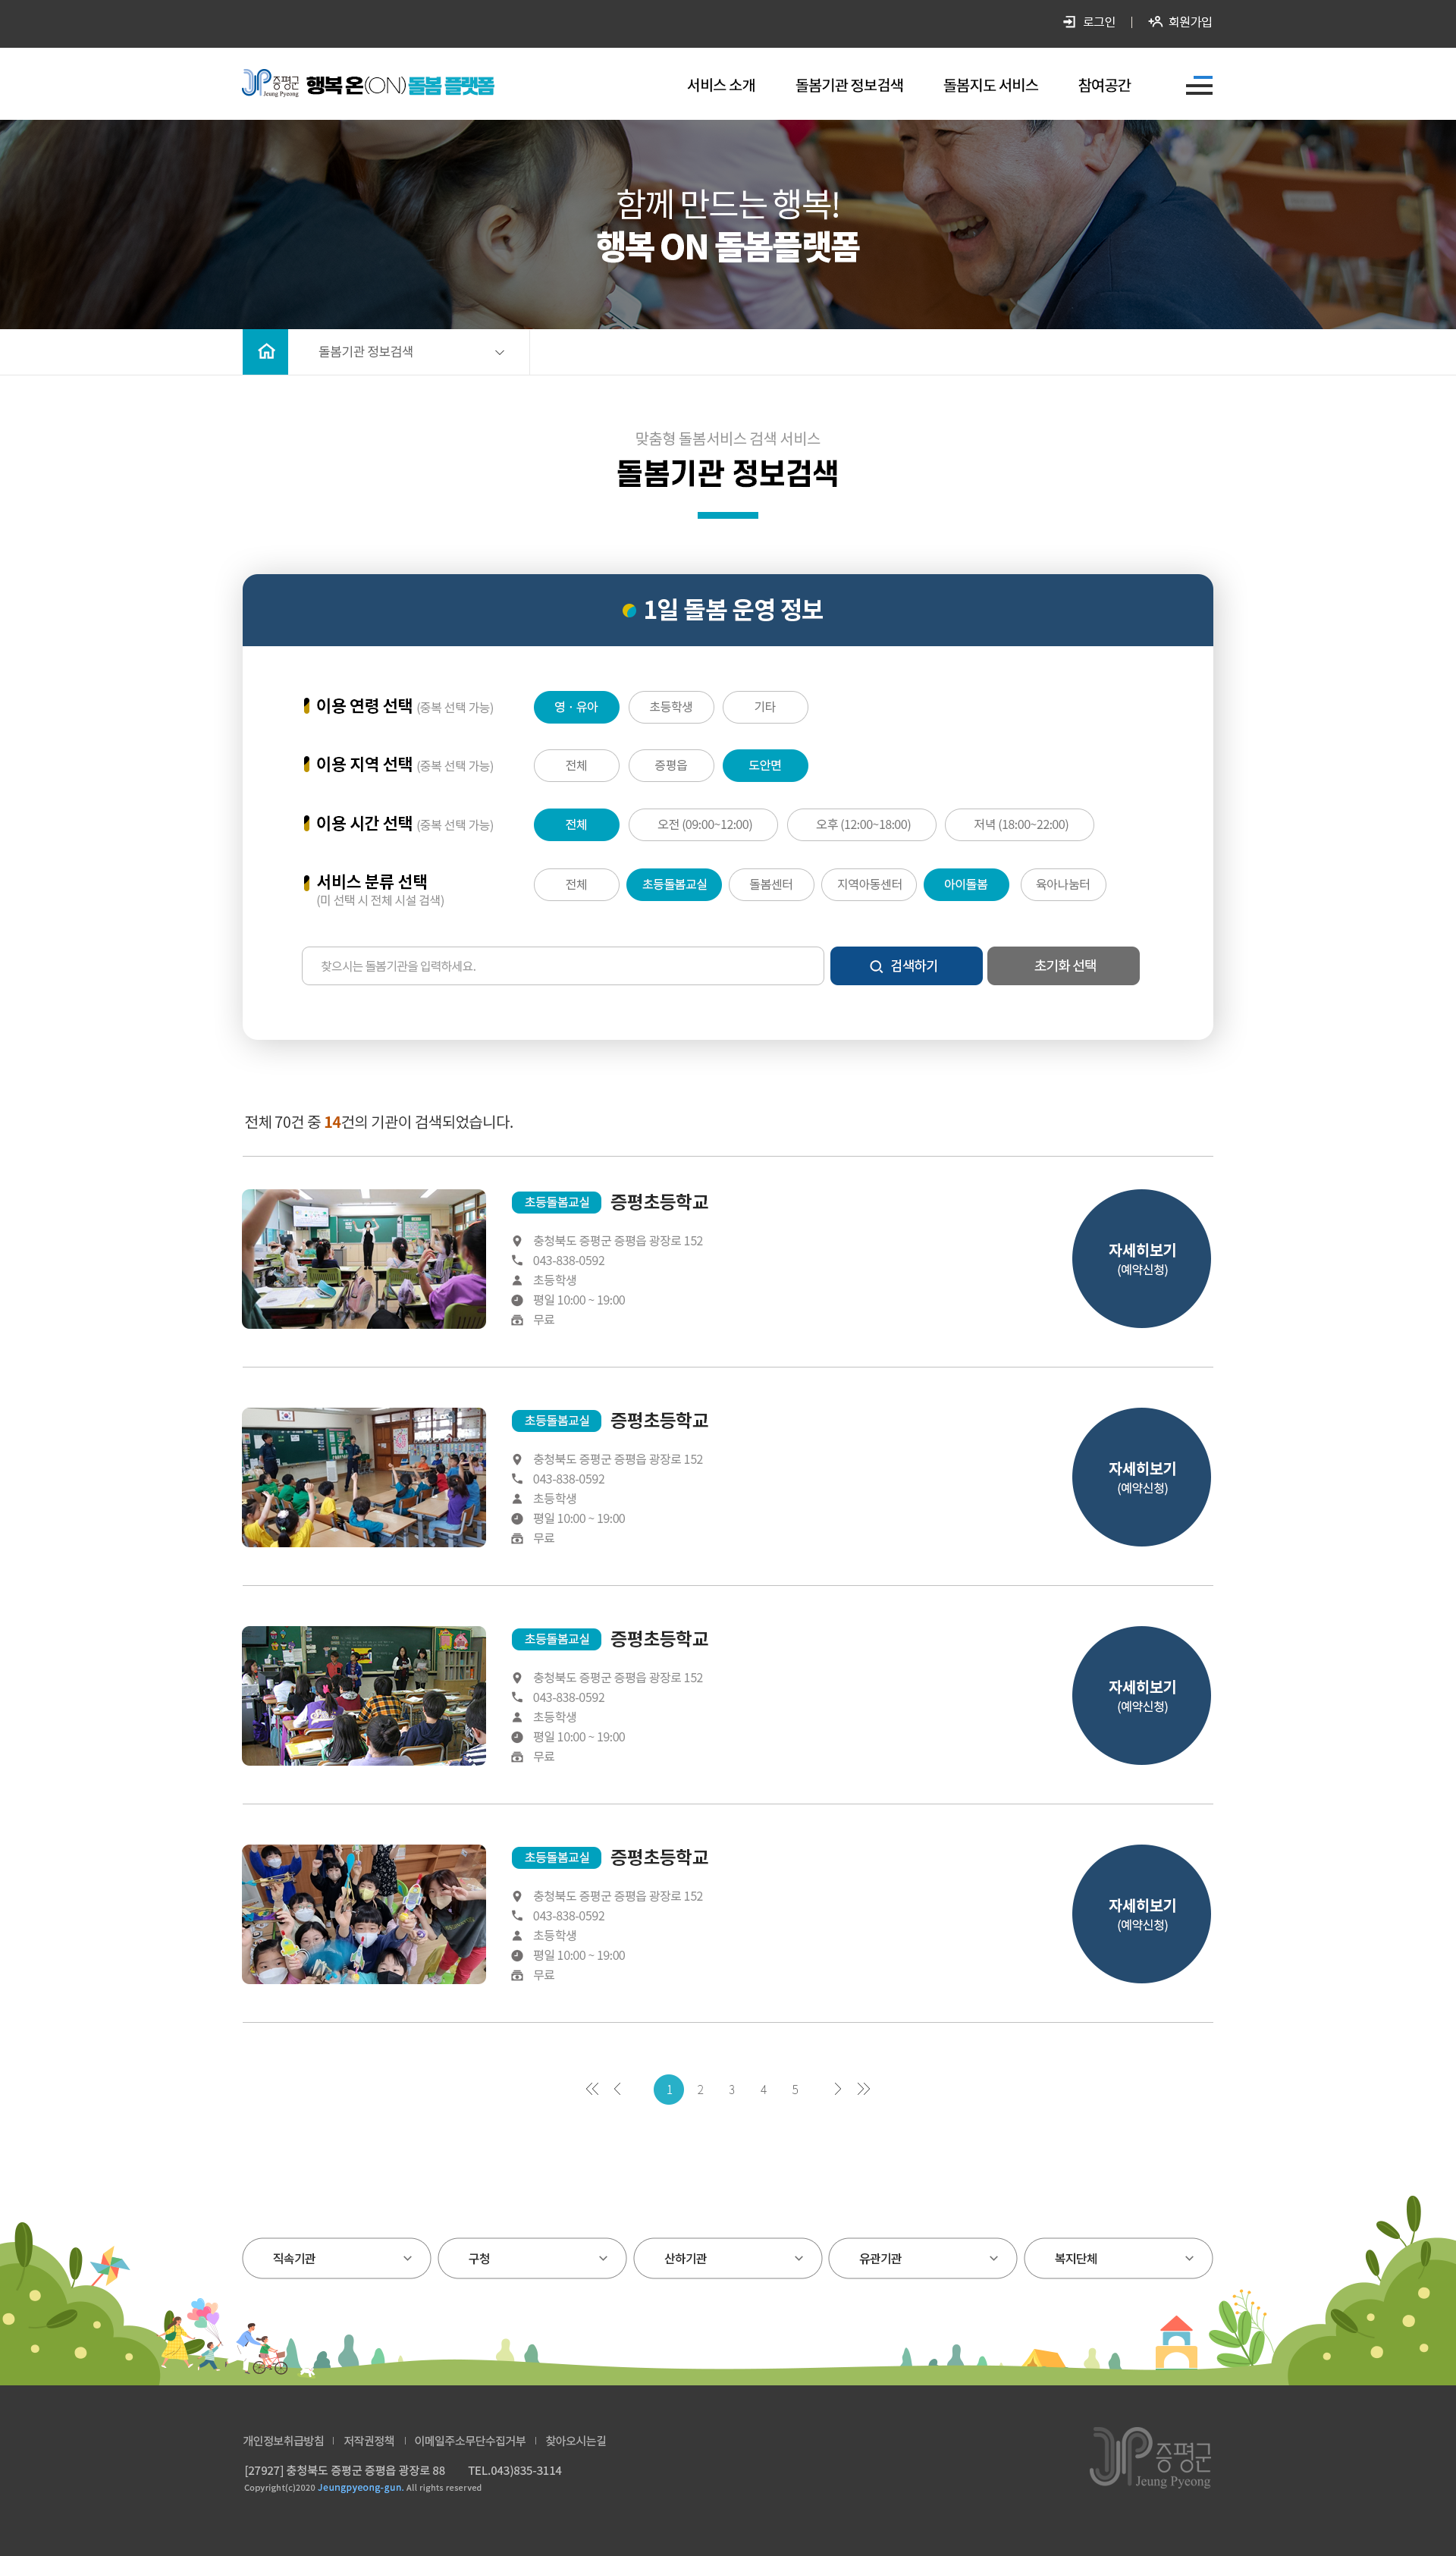 로그인
회원가입
증평군
Jeung Pyeong
행복 온(ON)돌봄 플랫폼
서비스 소개
돌봄기관 정보검색
돌봄지도 서비스
참여공간
함께 만드는 행복!
행복 ON 돌봄플랫폼
돌봄기관 정보검색
맞춤형 돌봄서비스 검색 서비스
돌봄기관 정보검색
1일 돌봄 운영 정보
이용 연령 선택 (중복 선택 가능)
영 · 유아
초등학생
기타
이용 지역 선택 (중복 선택 가능)
전체
증평읍
도안면
이용 시간 선택 (중복 선택 가능)
전체
오전 (09:00~12:00)
오후 (12:00~18:00)
저녁 (18:00~22:00)
서비스 분류 선택
(미 선택 시 전체 시설 검색)
전체
초등돌봄교실
돌봄센터
지역아동센터
아이돌봄
육아나눔터
찾으시는 돌봄기관을 입력하세요.
검색하기
초기화 선택
전체 70건 중 14건의 기관이 검색되었습니다.
초등돌봄교실
증평초등학교
충청북도 증평군 증평읍 광장로 152
043-838-0592
초등학생
평일 10:00 ~ 19:00
무료
자세히보기
(예약신청)
초등돌봄교실
증평초등학교
충청북도 증평군 증평읍 광장로 152
043-838-0592
초등학생
평일 10:00 ~ 19:00
무료
자세히보기
(예약신청)
초등돌봄교실
증평초등학교
충청북도 증평군 증평읍 광장로 152
043-838-0592
초등학생
평일 10:00 ~ 19:00
무료
자세히보기
(예약신청)
초등돌봄교실
증평초등학교
충청북도 증평군 증평읍 광장로 152
043-838-0592
초등학생
평일 10:00 ~ 19:00
무료
자세히보기
(예약신청)
1 2 3 4 5
직속기관
구청
산하기관
유관기관
복지단체
개인정보취급방침
저작권정책
이메일주소무단수집거부
찾아오시는길
[27927] 충청북도 증평군 증평읍 광장로 88 TEL.043)835-3114
Copyright(c)2020 Jeungpyeong-gun. All rights reserved
증평군
Jeung Pyeong